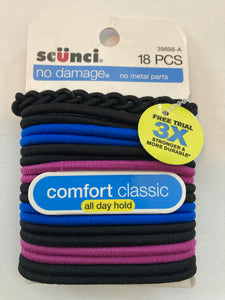 scünci®
39898-A
18 PCS
no damage®
no metal parts
FREE TRIAL
3X
STRONGER &
MORE DURABLE*
comfort classic
all day hold